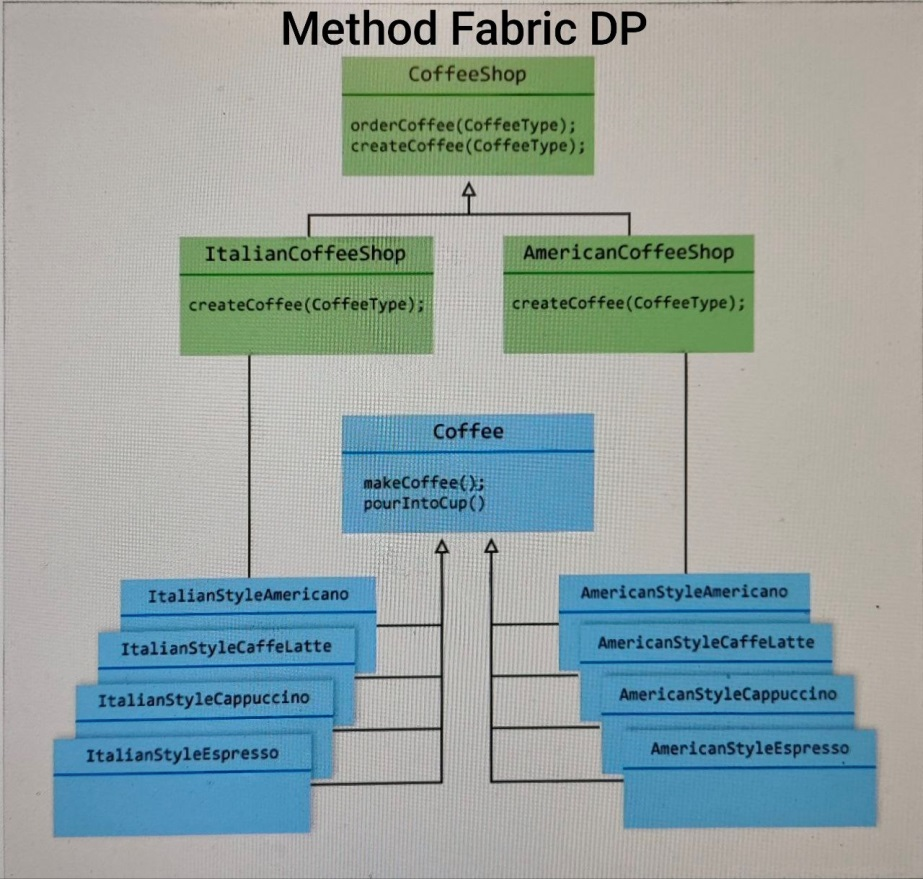 Method Fabric DP
CoffeeShop
orderCoffee(CoffeeType);
createCoffee(CoffeeType);
ItalianCoffeeShop
createCoffee(CoffeeType);
AmericanCoffeeShop
createCoffee(CoffeeType);
Coffee
makeCoffee();
pourIntoCup()
ItalianStyleAmericano
ItalianStyleCaffeLatte
ItalianStyleCappuccino
ItalianStyleEspresso
AmericanStyleAmericano
AmericanStyleCaffeLatte
AmericanStyleCappuccino
AmericanStyleEspresso